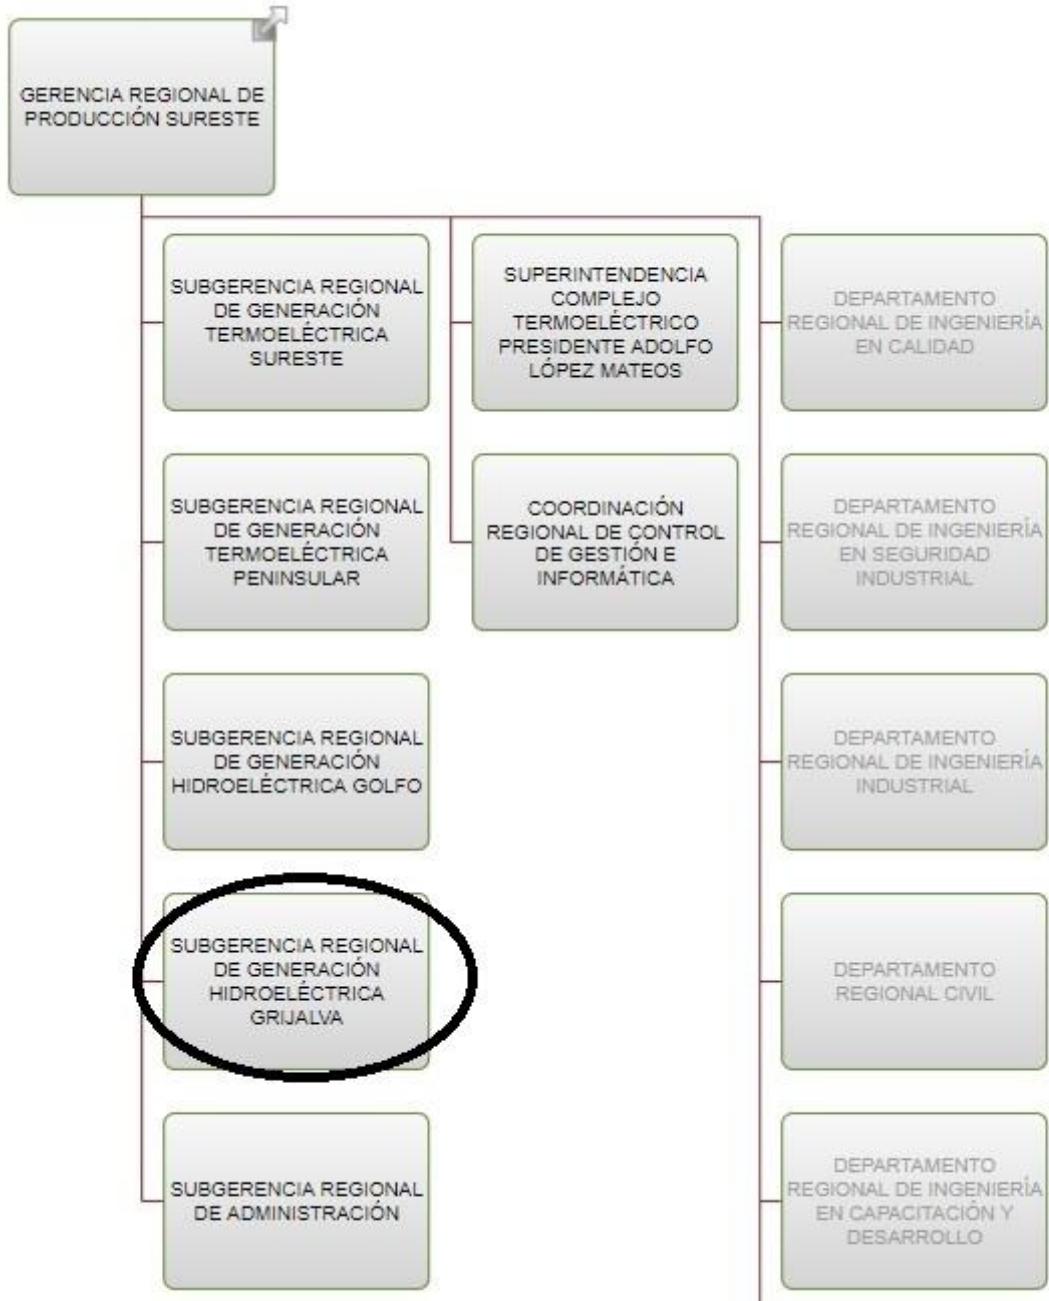 GERENCIA REGIONAL DE
PRODUCCIÓN SURESTE
SUBGERENCIA REGIONAL
DE GENERACIÓN
TERMOELÉCTRICA
SURESTE
SUPERINTENDENCIA
COMPLEJO
TERMOELÉCTRICO
PRESIDENTE ADOLFO
LÓPEZ MATEOS
DEPARTAMENTO
REGIONAL DE INGENIERÍA
EN CALIDAD
SUBGERENCIA REGIONAL
DE GENERACIÓN
TERMOELÉCTRICA
PENINSULAR
COORDINACIÓN
REGIONAL DE CONTROL
DE GESTIÓN E
INFORMÁTICA
DEPARTAMENTO
REGIONAL DE INGENIERÍA
EN SEGURIDAD
INDUSTRIAL
SUBGERENCIA REGIONAL
DE GENERACIÓN
HIDROELÉCTRICA GOLFO
DEPARTAMENTO
REGIONAL DE INGENIERÍA
INDUSTRIAL
SUBGERENCIA REGIONAL
DE GENERACIÓN
HIDROELÉCTRICA
GRIJALVA
DEPARTAMENTO
REGIONAL CIVIL
SUBGERENCIA REGIONAL
DE ADMINISTRACIÓN
DEPARTAMENTO
REGIONAL DE INGENIERÍA
EN CAPACITACIÓN Y
DESARROLLO